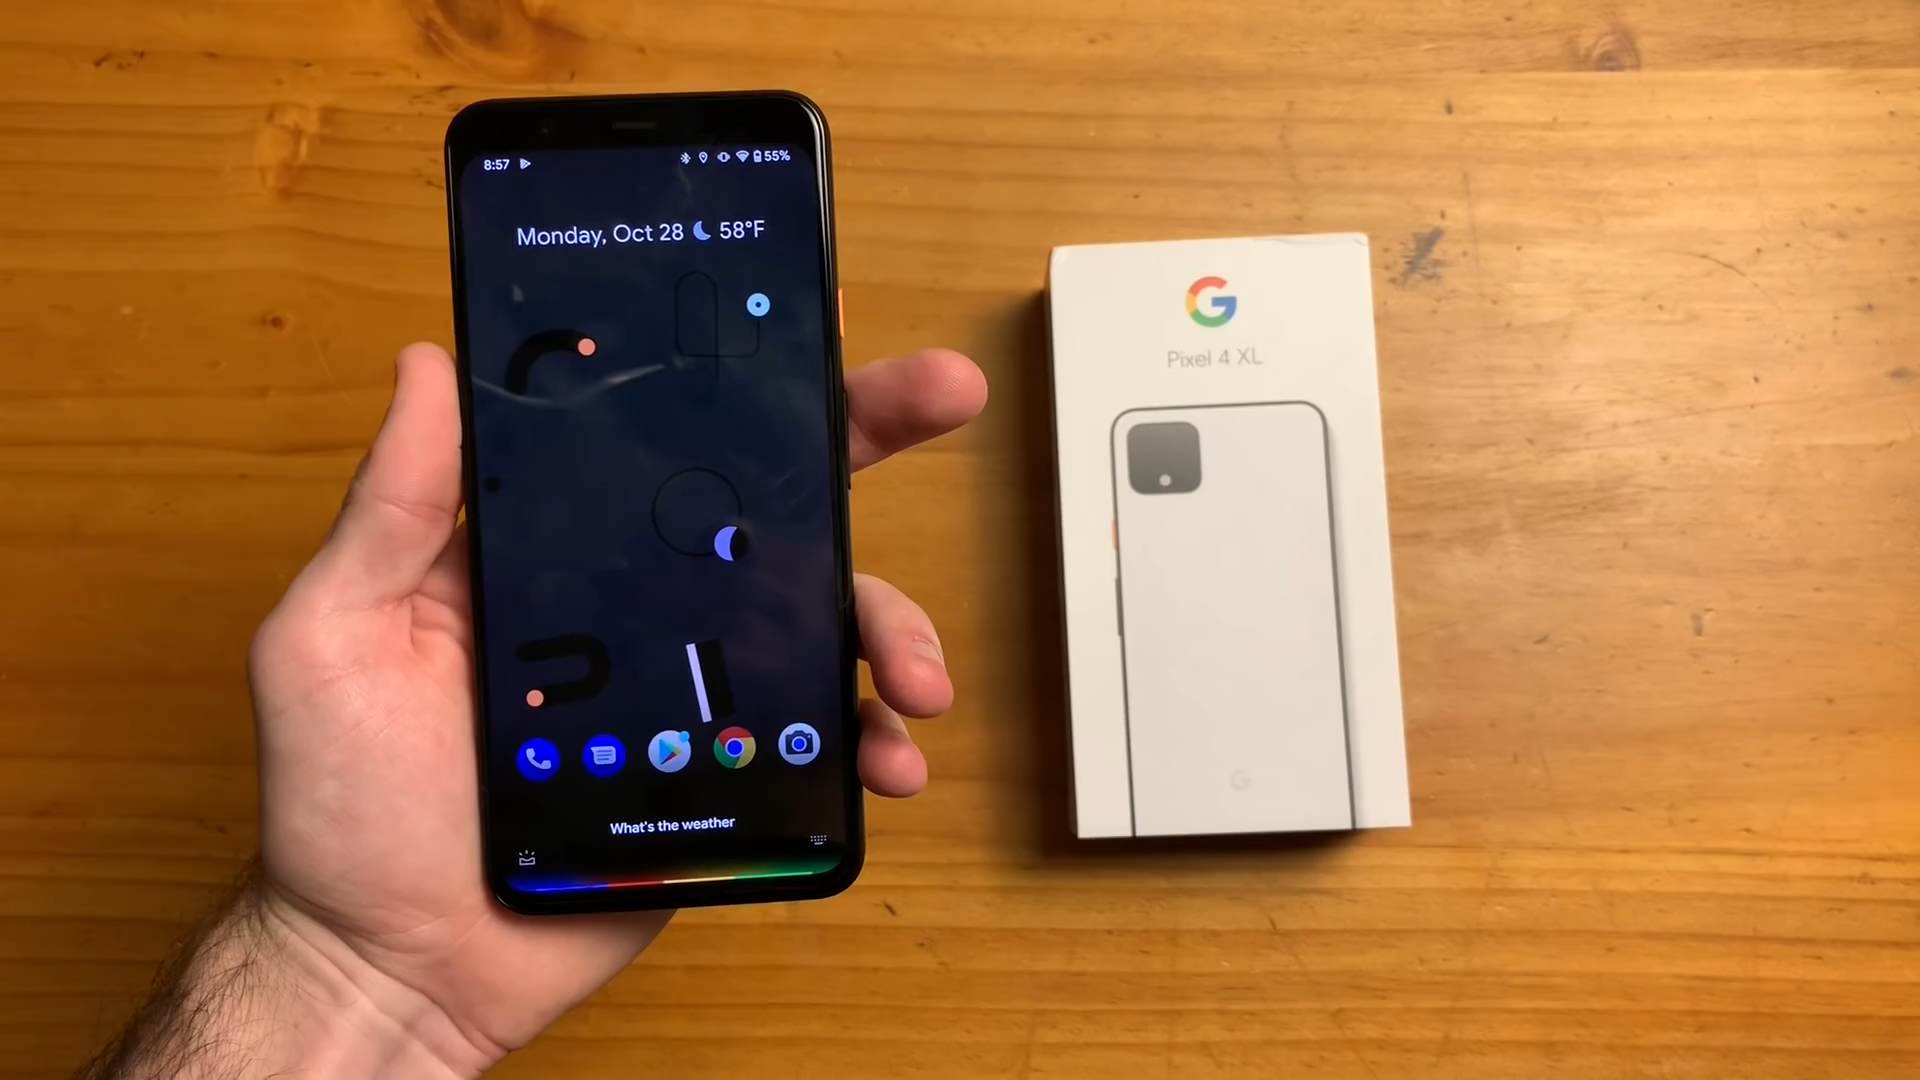 8:57 55%
Monday, Oct 28 58°F
What's the weather
G
Pixel 4 XL
G